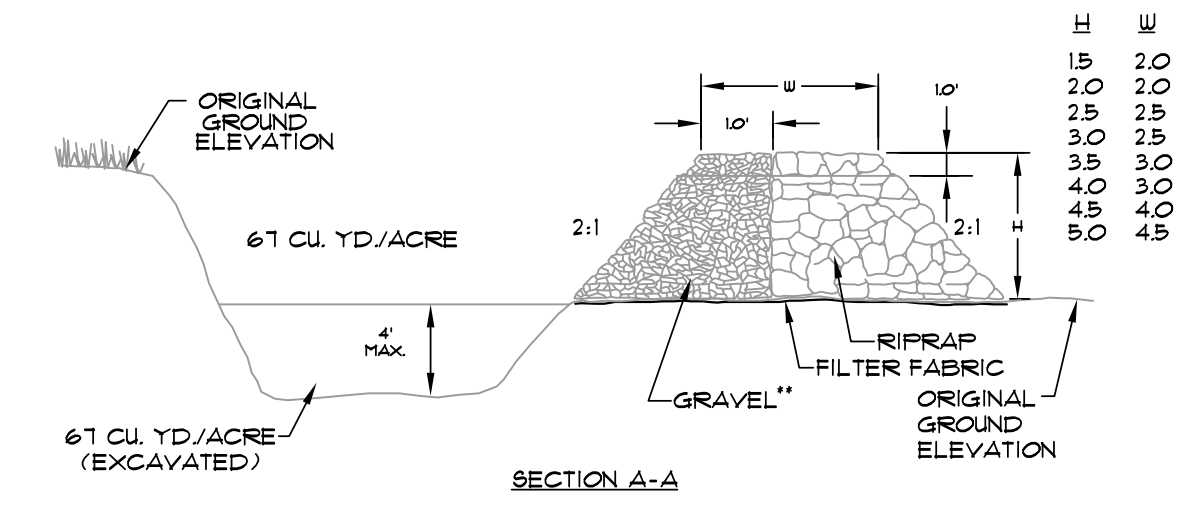 H W
1.5 2.0
2.0 2.0
2.5 2.5
3.0 2.5
3.5 3.0
4.0 3.0
4.5 4.0
5.0 4.5
ORIGINAL
GROUND
ELEVATION
W
1.0'
1.0'
67 CU. YD./ACRE
2:1
2:1
H
4'
MAX.
RIPRAP
FILTER FABRIC
GRAVEL**
ORIGINAL
GROUND
ELEVATION
67 CU. YD./ACRE
(EXCAVATED)
SECTION A-A